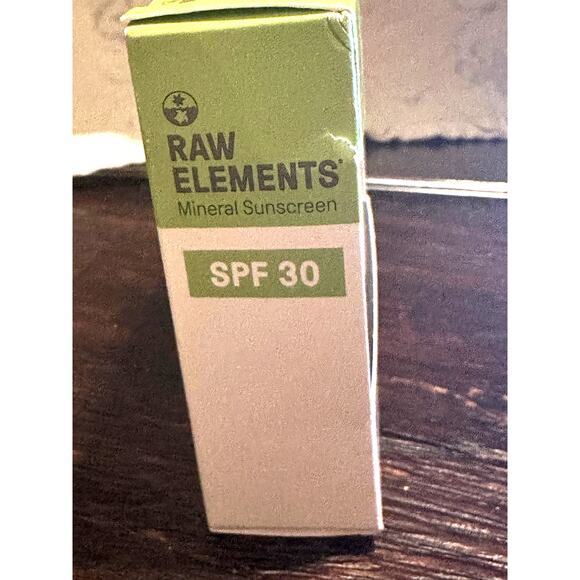 RAW
ELEMENTS®
Mineral Sunscreen
SPF 30